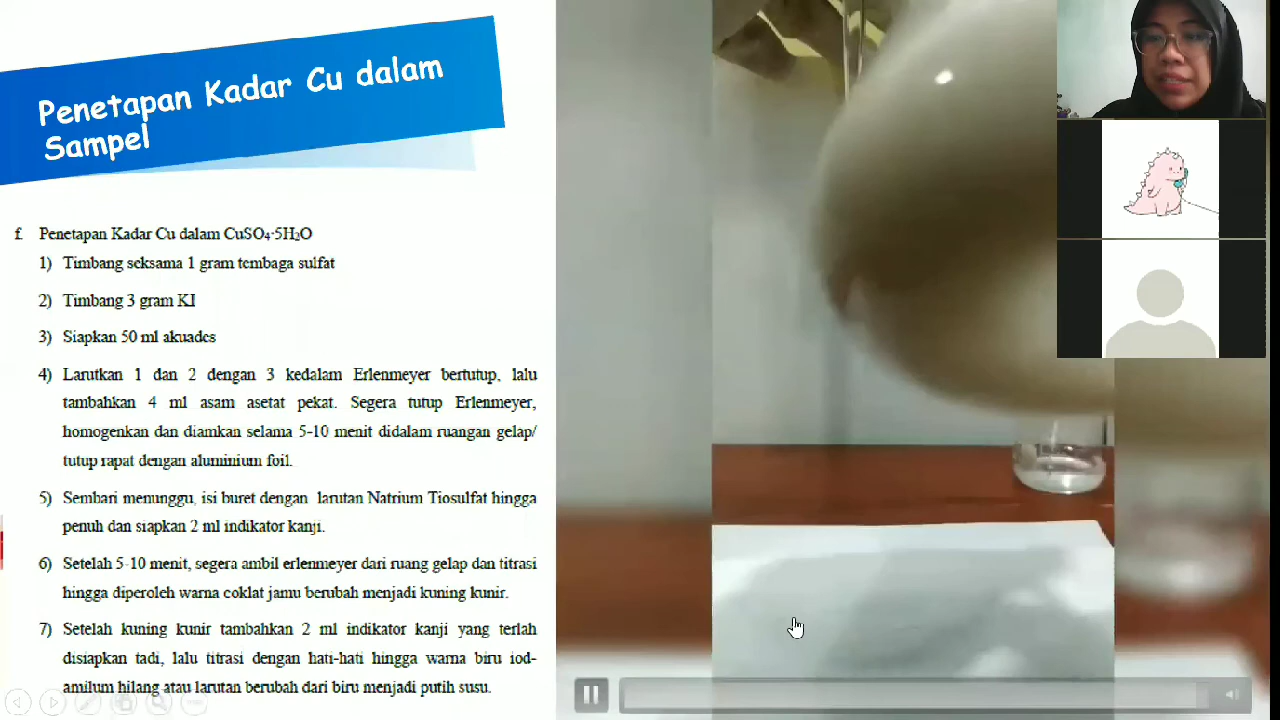 Penetapan Kadar Cu dalam
Sampel
f. Penetapan Kadar Cu dalam CuSO₄·5H₂O
1) Timbang seksama 1 gram tembaga sulfat
2) Timbang 3 gram KI
3) Siapkan 50 ml akuades
4) Larutkan 1 dan 2 dengan 3 kedalam Erlenmeyer bertutup, lalu
tambahkan 4 ml asam asetat pekat. Segera tutup Erlenmeyer,
homogenkan dan diamkan selama 5-10 menit didalam ruangan gelap/
tutup rapat dengan aluminium foil.
5) Sembari menunggu, isi buret dengan larutan Natrium Tiosulfat hingga
penuh dan siapkan 2 ml indikator kanji.
6) Setelah 5-10 menit, segera ambil erlenmeyer dari ruang gelap dan titrasi
hingga diperoleh warna coklat jamu berubah menjadi kuning kunir.
7) Setelah kuning kunir tambahkan 2 ml indikator kanji yang terlah
disiapkan tadi, lalu titrasi dengan hati-hati hingga warna biru iod-
amilum hilang atau larutan berubah dari biru menjadi putih susu.